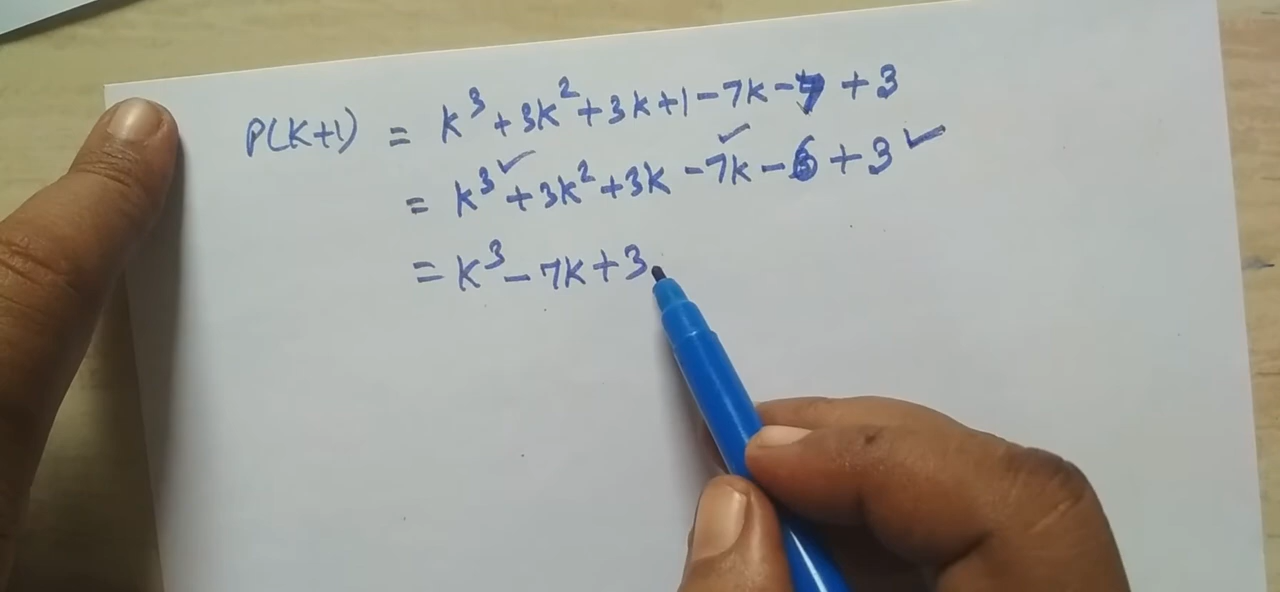 P(K+1) = K³+3K²+3K+1-7K-7+3
= K³+3K²+3K-7K-6+3
= K³-7K+3